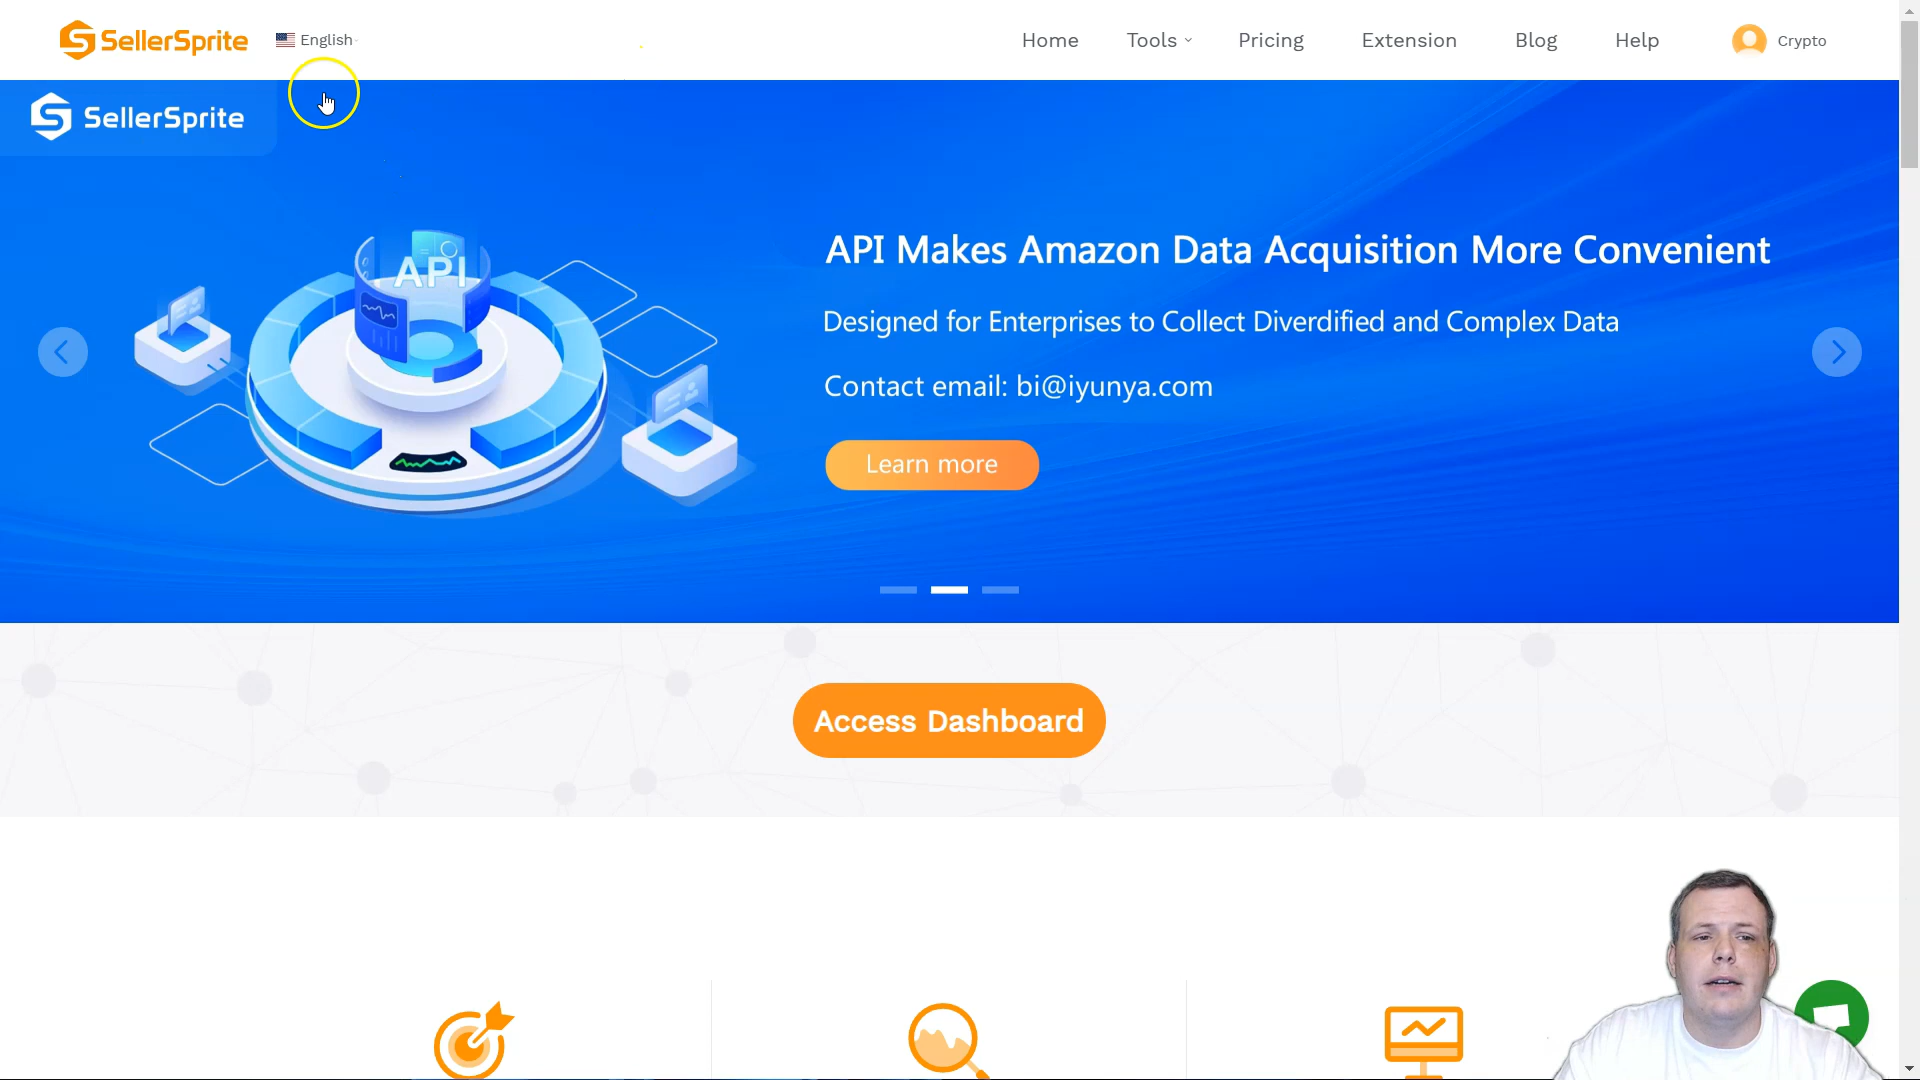 SellerSprite
English
Home
Tools
Pricing
Extension
Blog
Help
Crypto
SellerSprite
API
API Makes Amazon Data Acquisition More Convenient
Designed for Enterprises to Collect Diverdified and Complex Data
Contact email: bi@iyunya.com
Learn more
Access Dashboard